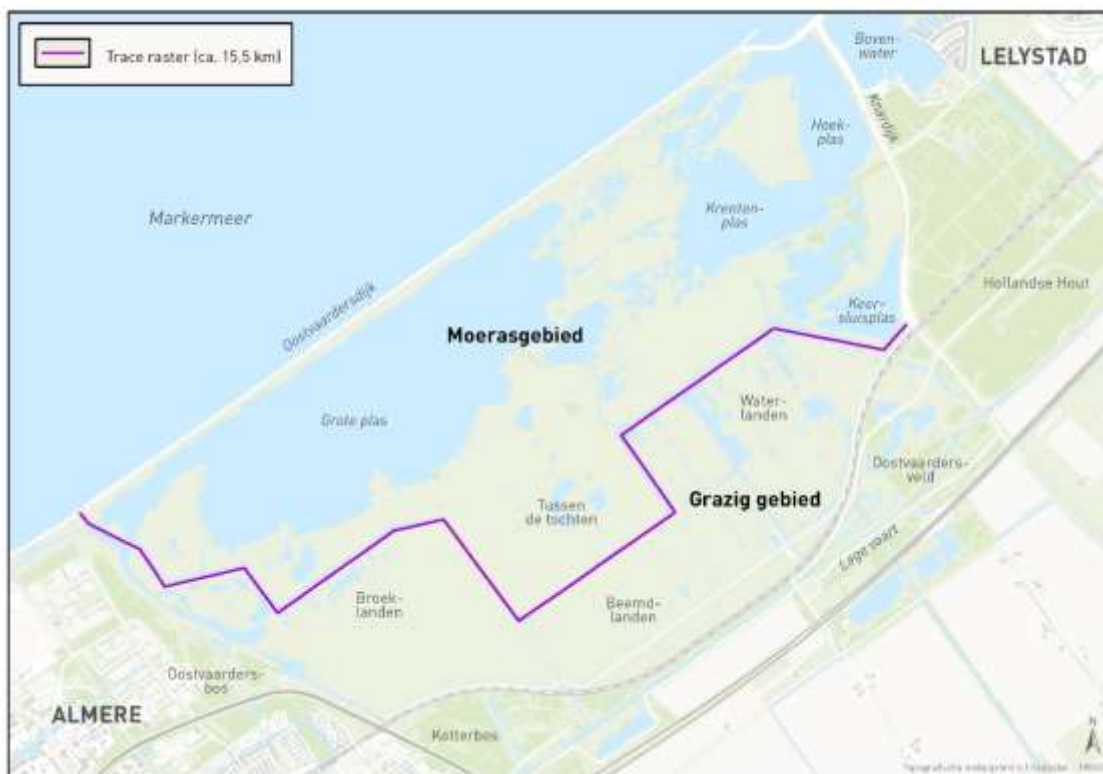 Trace raster (ca. 15,5 km)
Boven-
water
LELYSTAD
Knardijk
Hoek-
plas
Markermeer
Krenten-
plas
Hollandse Hout
Oostvaardersdijk
Keer-
sluisplas
Moerasgebied
Water-
landen
Grote plas
Oostvaarders-
veld
Grazig gebied
Tussen
de tochten
Lage vaart
Broek-
landen
Beemd-
landen
Oostvaarders-
bos
ALMERE
Kotterbos
N